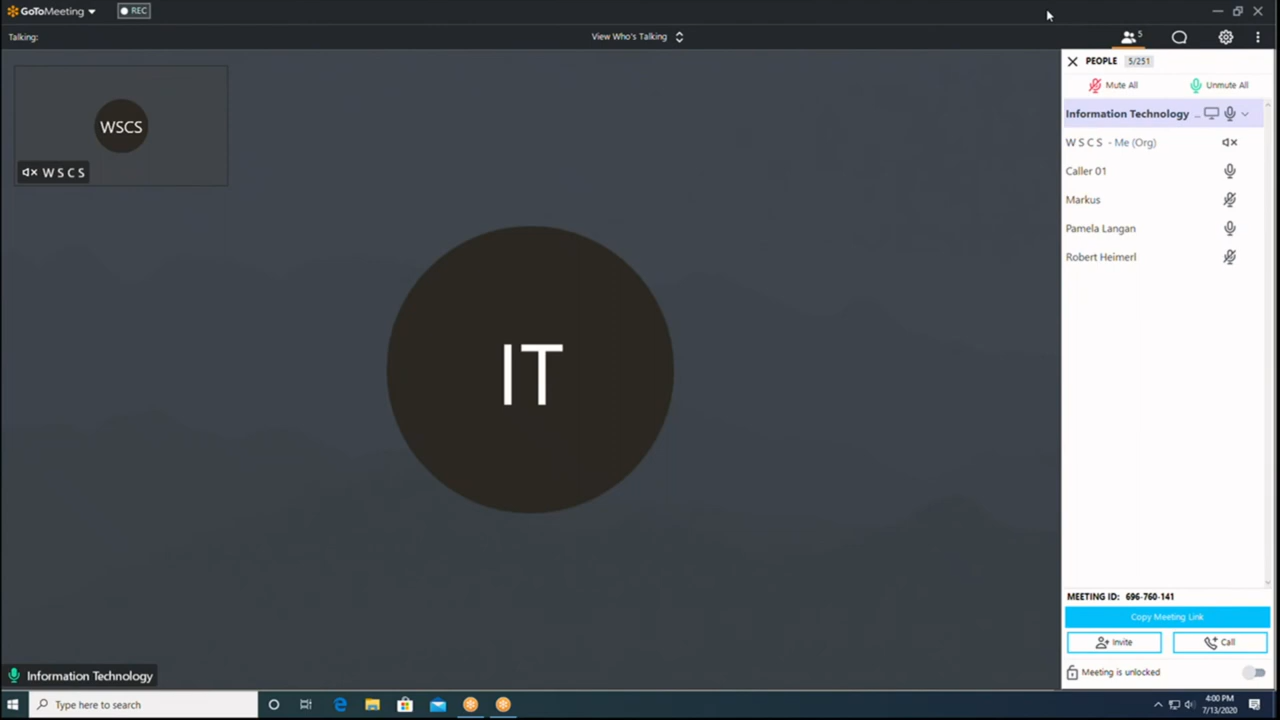 GoToMeeting
REC
Talking:
View Who's Talking
5
WSCS
W S C S
IT
Information Technology
PEOPLE 5/251
Mute All
Unmute All
Information Technology ...
W S C S - Me (Org)
Caller 01
Markus
Pamela Langan
Robert Heimerl
MEETING ID: 696-760-141
Copy Meeting Link
Invite
Call
Meeting is unlocked
Type here to search
4:00 PM
7/13/2020